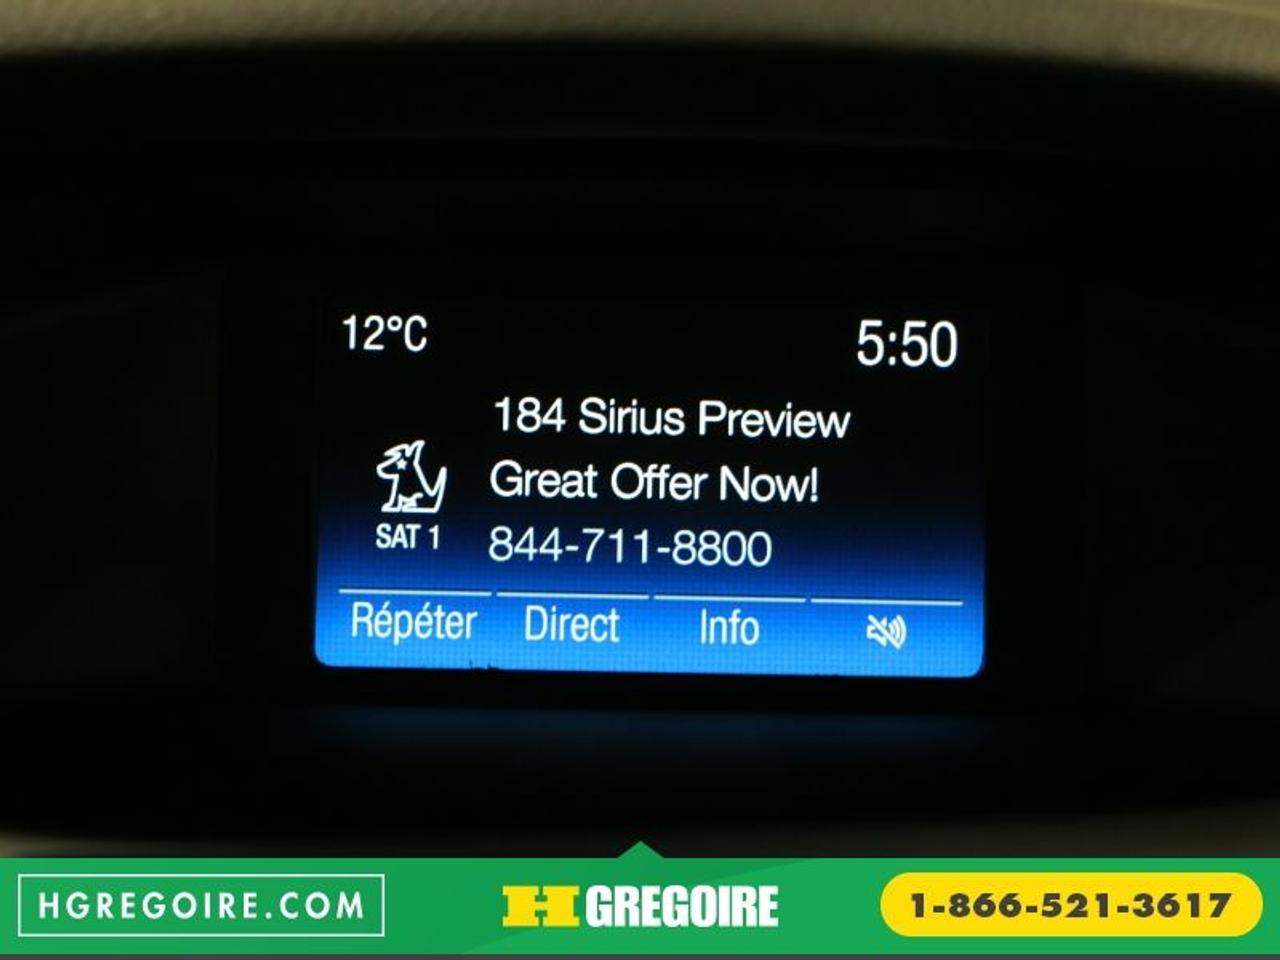 12°C 5:50
184 Sirius Preview
Great Offer Now!
SAT 1 844-711-8800
Répéter Direct Info
HGREGOIRE.COM H GREGOIRE 1-866-521-3617